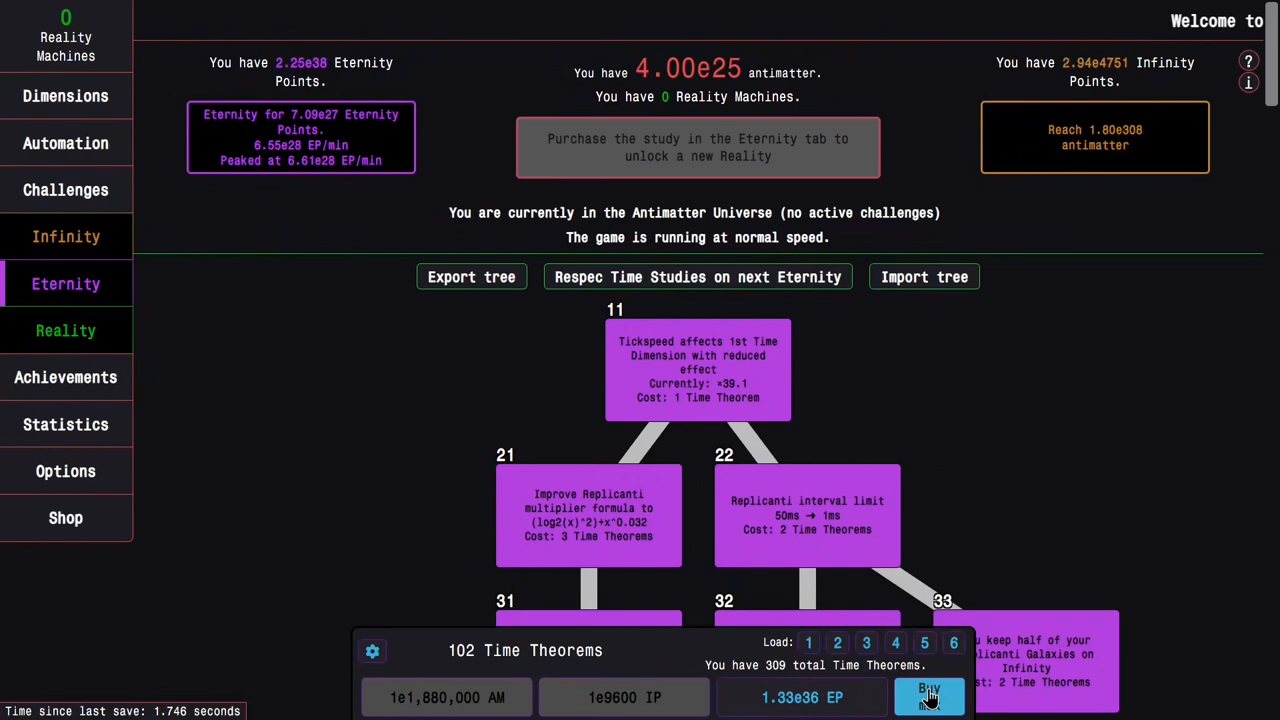 0
Reality
Machines
Dimensions
Automation
Challenges
Infinity
Eternity
Reality
Achievements
Statistics
Options
Shop
Welcome to
You have 2.25e38 Eternity
Points.
Eternity for 7.09e27 Eternity
Points.
6.55e28 EP/min
Peaked at 6.61e28 EP/min
You have 4.00e25 antimatter.
You have 0 Reality Machines.
Purchase the study in the Eternity tab to
unlock a new Reality
You have 2.94e4751 Infinity
Points.
Reach 1.80e308
antimatter
?
i
You are currently in the Antimatter Universe (no active challenges)
The game is running at normal speed.
Export tree
Respec Time Studies on next Eternity
Import tree
11
Tickspeed affects 1st Time
Dimension with reduced
effect
Currently: ×39.1
Cost: 1 Time Theorem
21
Improve Replicanti
multiplier formula to
(log2(x)^2)+x^0.032
Cost: 3 Time Theorems
22
Replicanti interval limit
50ms → 1ms
Cost: 2 Time Theorems
31
32
33
keep half of your
Galaxies on
Infinity
2 Time Theorems
102 Time Theorems
Load: 1 2 3 4 5 6
You have 309 total Time Theorems.
1e1,880,000 AM
1e9600 IP
1.33e36 EP
Buy
Time since last save: 1.746 seconds